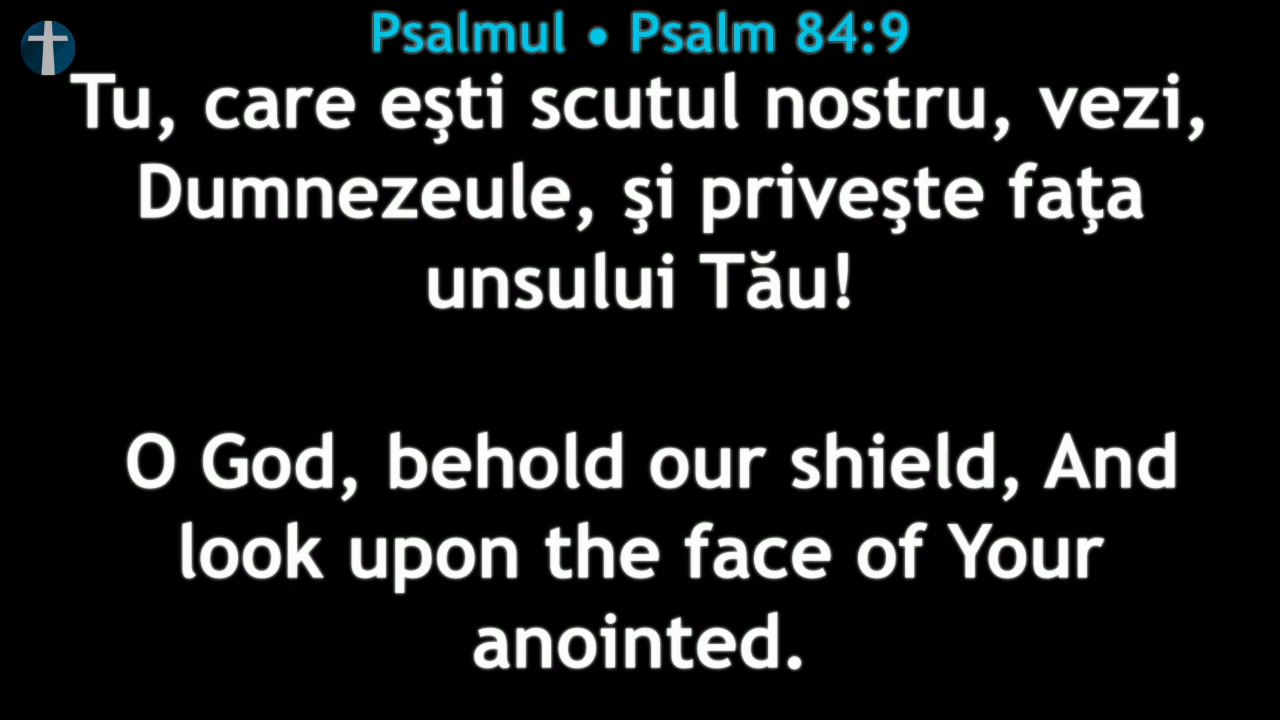 Psalmul • Psalm 84:9
Tu, care eşti scutul nostru, vezi,
Dumnezeule, şi priveşte faţa
unsului Tău!
O God, behold our shield, And
look upon the face of Your
anointed.